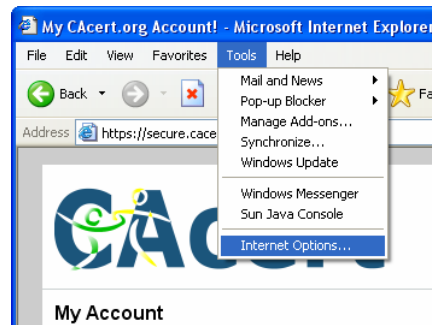 My CAcert.org Account! - Microsoft Internet Explorer
File Edit View Favorites Tools Help
Back
Mail and News
Pop-up Blocker
Manage Add-ons...
Synchronize...
Windows Update
Windows Messenger
Sun Java Console
Internet Options...
Fa
Address https://secure.cace
CAcert
My Account